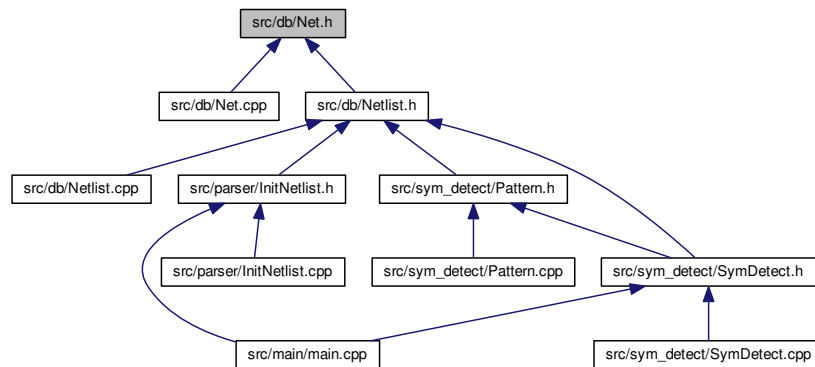 src/db/Net.h
src/db/Net.cpp
src/db/Netlist.h
src/db/Netlist.cpp
src/parser/InitNetlist.h
src/sym_detect/Pattern.h
src/parser/InitNetlist.cpp
src/sym_detect/Pattern.cpp
src/sym_detect/SymDetect.h
src/main/main.cpp
src/sym_detect/SymDetect.cpp